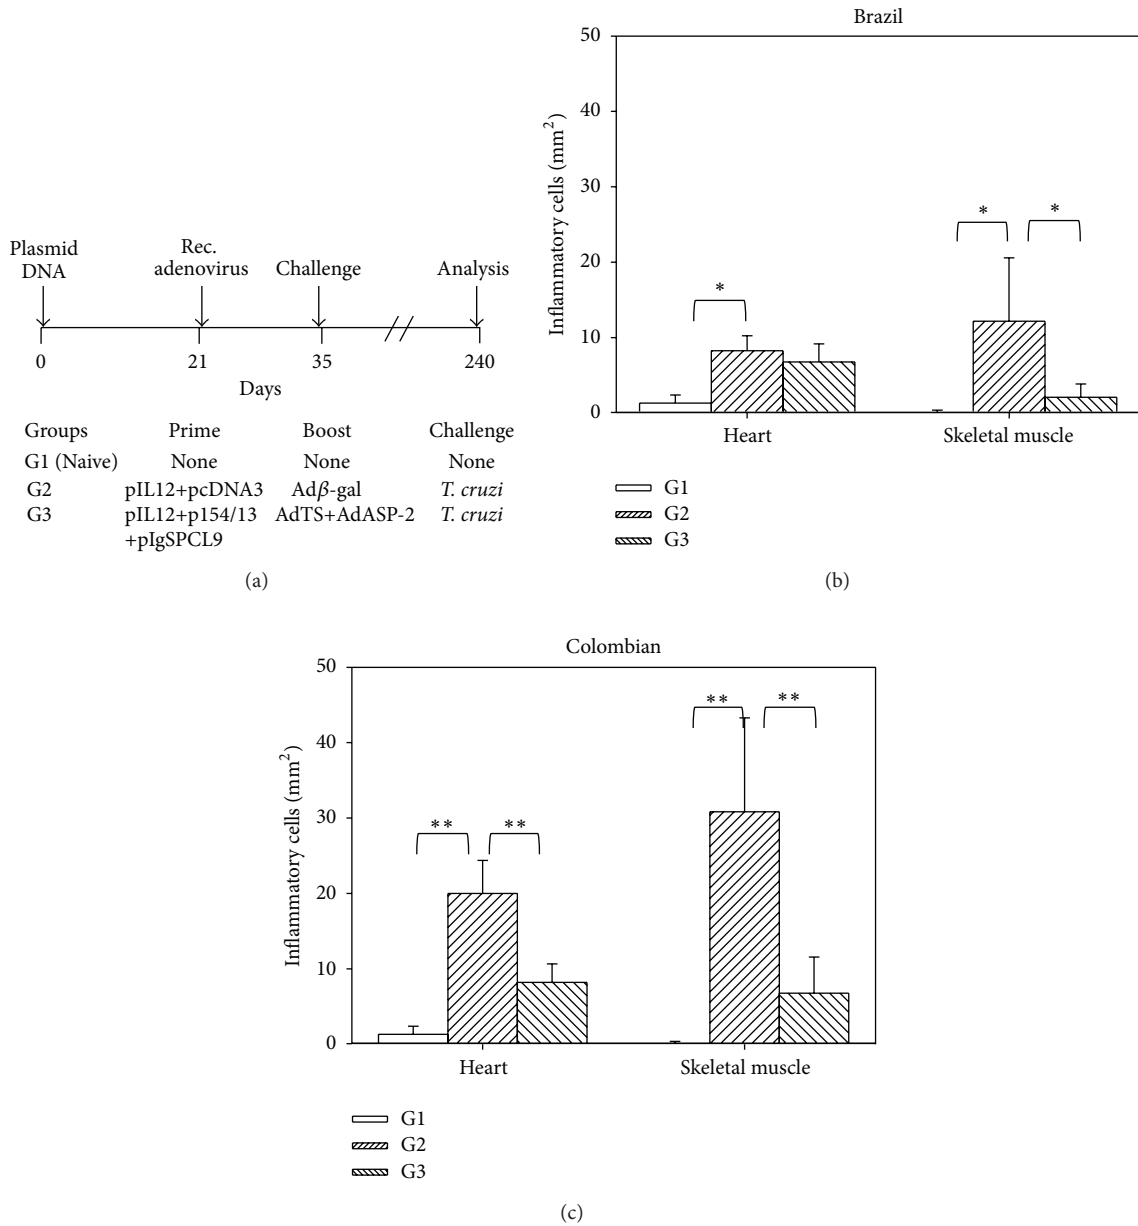 Plasmid
DNA
Rec.
adenovirus
Challenge
Analysis
0
21
35
240
Days
Groups Prime Boost Challenge
G1 (Naive) None None None
G2 pIL12+pcDNA3 Adβ-gal T. cruzi
G3 pIL12+p154/13 AdTS+AdASP-2 T. cruzi
+pIgSPCL9
(a)
Brazil
Inflammatory cells (mm²)
50
40
30
20
10
0
*
*
*
Heart
Skeletal muscle
G1
G2
G3
(b)
Colombian
Inflammatory cells (mm²)
50
40
30
20
10
0
**
**
**
**
Heart
Skeletal muscle
G1
G2
G3
(c)